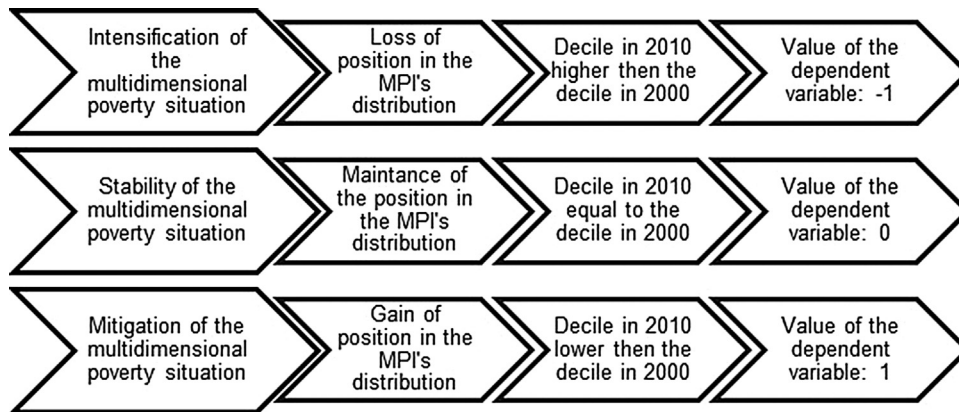 Intensification of
the
multidimensional
poverty situation
Loss of
position in the
MPI's
distribution
Decile in 2010
higher then the
decile in 2000
Value of the
dependent
variable: -1
Stability of the
multidimensional
poverty situation
Maintance of
the position in
the MPI's
distribution
Decile in 2010
equal to the
decile in 2000
Value of the
dependent
variable: 0
Mitigation of the
multidimensional
poverty situation
Gain of
position in the
MPI's
distribution
Decile in 2010
lower then the
decile in 2000
Value of the
dependent
variable: 1